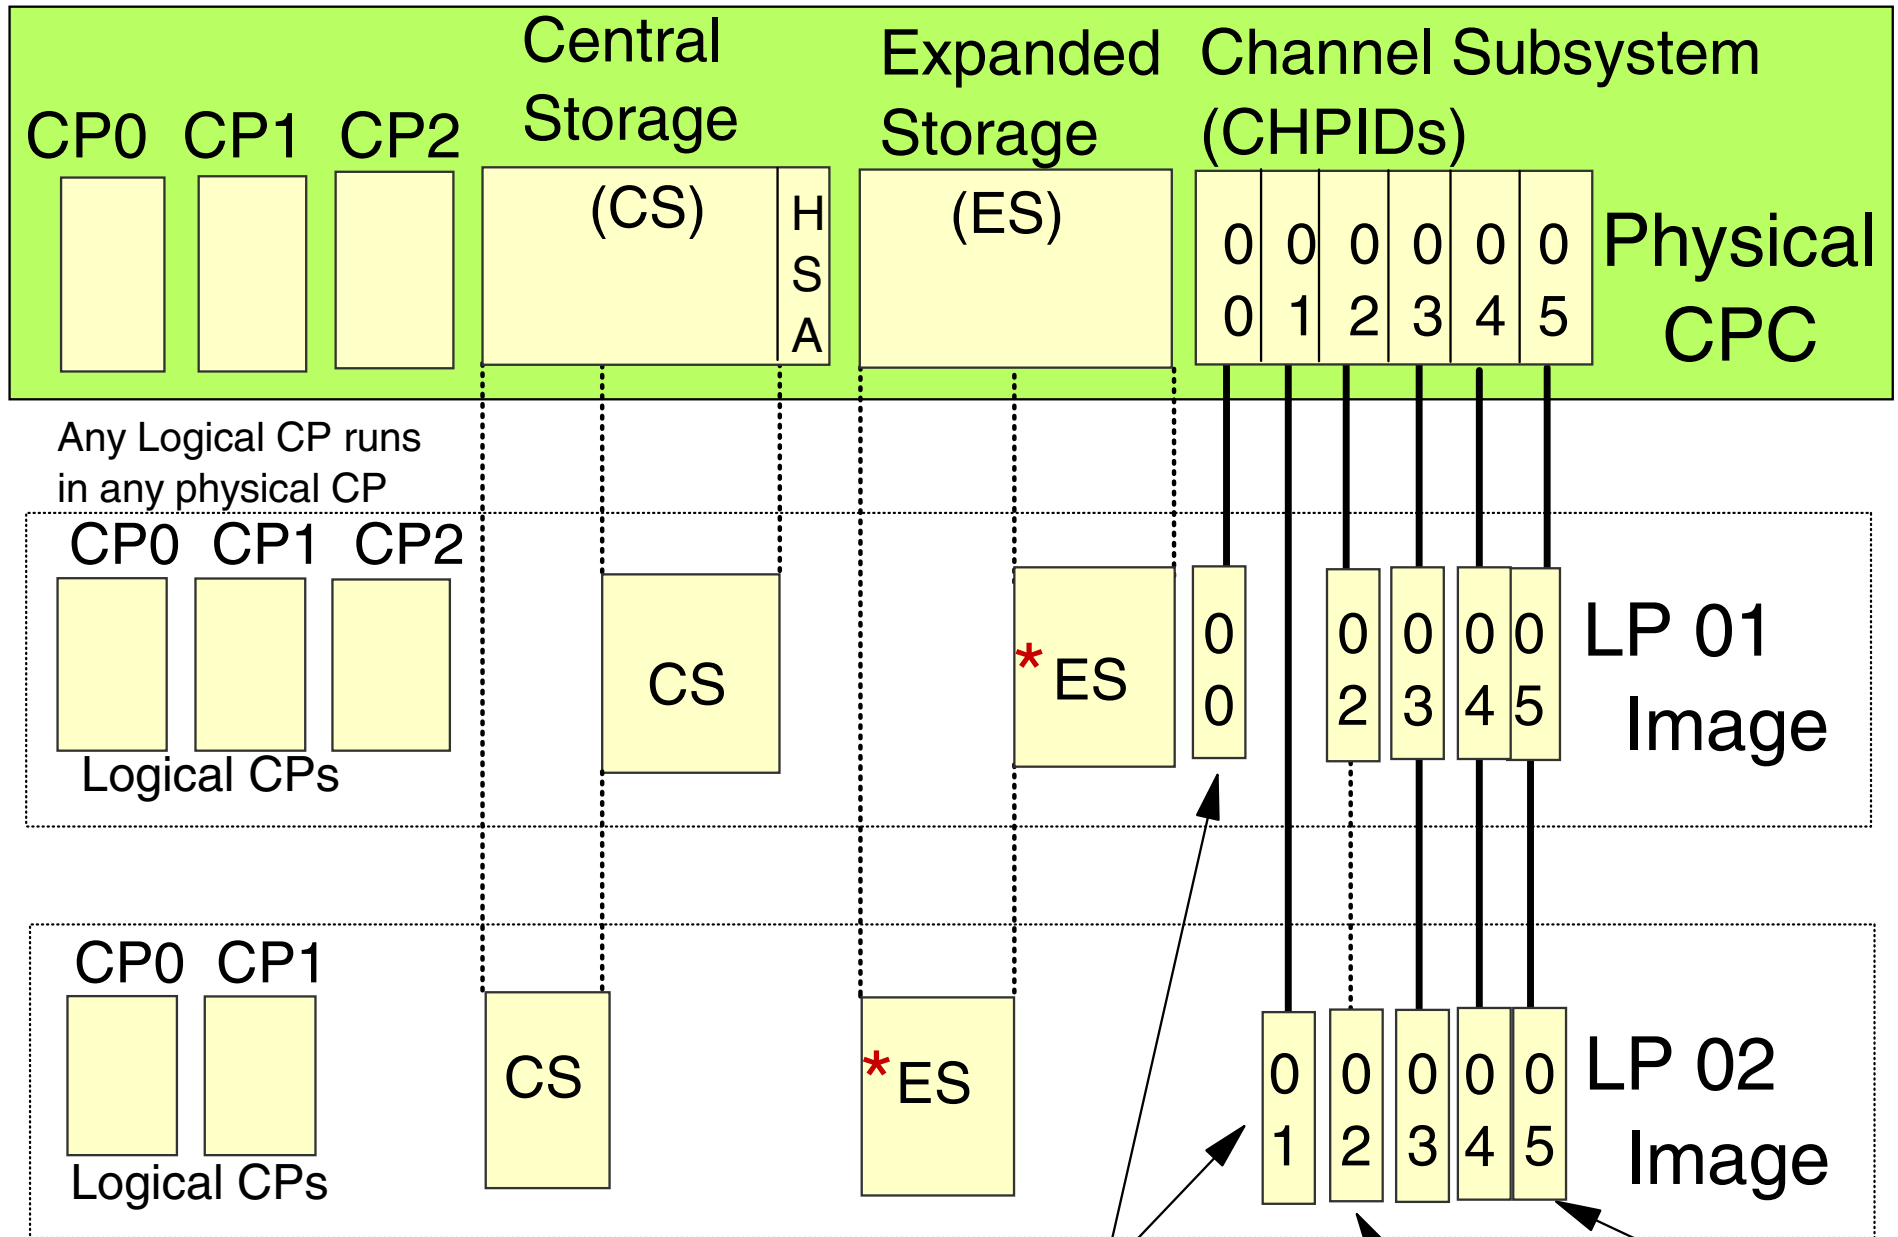 Central
Storage
Expanded
Storage
Channel Subsystem
(CHPIDs)
CP0 CP1 CP2
(CS)
H
S
A
(ES)
0 0 0 0 0 0
0 1 2 3 4 5
Physical
CPC
Any Logical CP runs
in any physical CP
CP0 CP1 CP2
Logical CPs
CS
* ES
0 0 0 0 0
0 2 3 4 5
LP 01
Image
CP0 CP1
Logical CPs
CS
* ES
0 0 0 0 0
1 2 3 4 5
LP 02
Image